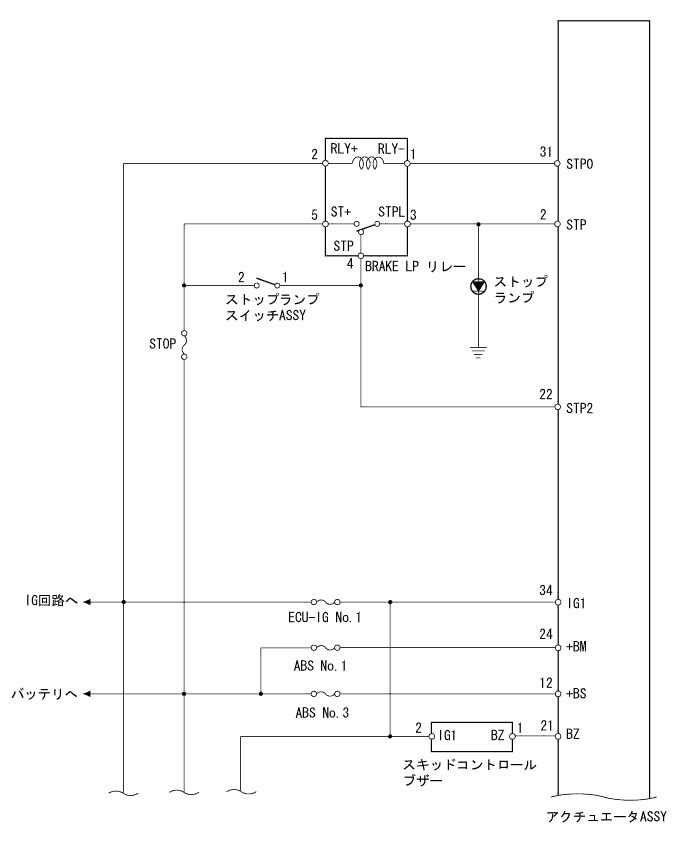 2 RLY+ RLY- 1 31 STPO
5 ST+ STPL 3 2 STP
STP
4 BRAKE LP リレー
2 1 ストップ
ランプ
ストップランプ
スイッチASSY
STOP
22 STP2
IG回路へ 34 IG1
ECU-IG No.1
24 +BM
ABS No.1
バッテリへ 12 +BS
ABS No.3
2 IG1 BZ 1 21 BZ
スキッドコントロール
ブザー
アクチュエータASSY